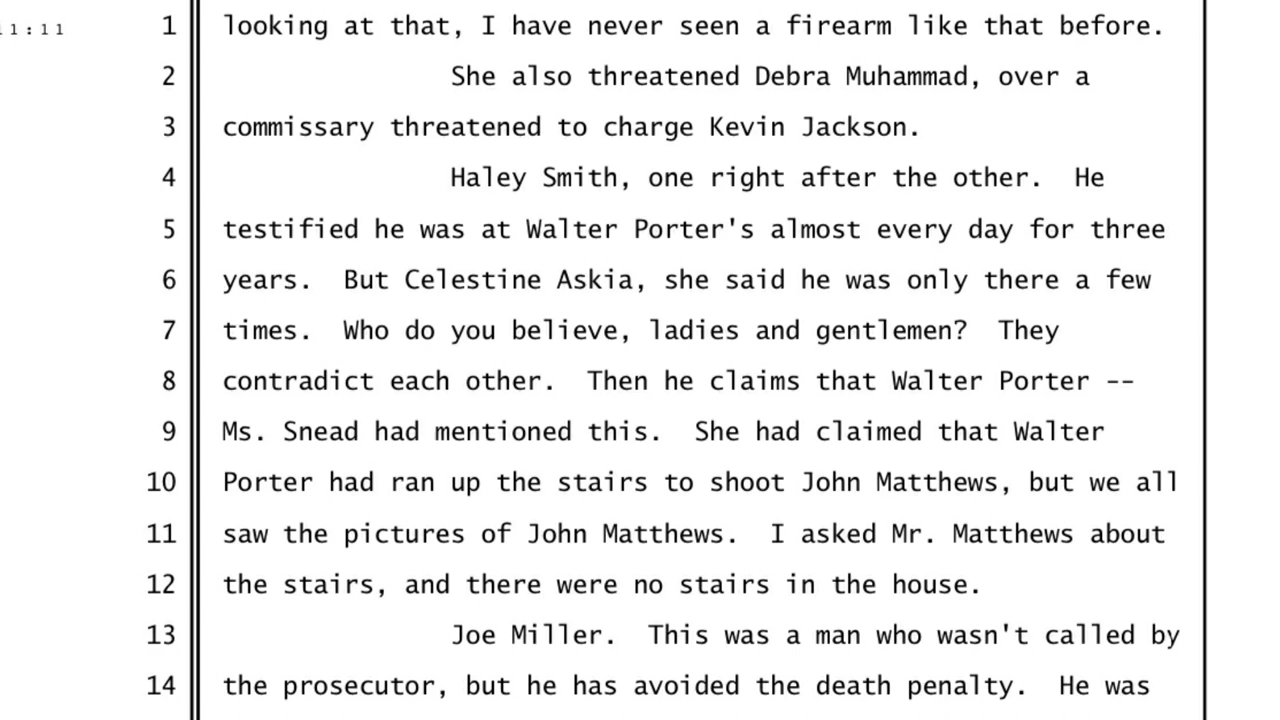 11:11 1 looking at that, I have never seen a firearm like that before.
2 She also threatened Debra Muhammad, over a
3 commissary threatened to charge Kevin Jackson.
4 Haley Smith, one right after the other. He
5 testified he was at Walter Porter's almost every day for three
6 years. But Celestine Askia, she said he was only there a few
7 times. Who do you believe, ladies and gentlemen? They
8 contradict each other. Then he claims that Walter Porter --
9 Ms. Snead had mentioned this. She had claimed that Walter
10 Porter had ran up the stairs to shoot John Matthews, but we all
11 saw the pictures of John Matthews. I asked Mr. Matthews about
12 the stairs, and there were no stairs in the house.
13 Joe Miller. This was a man who wasn't called by
14 the prosecutor, but he has avoided the death penalty. He was